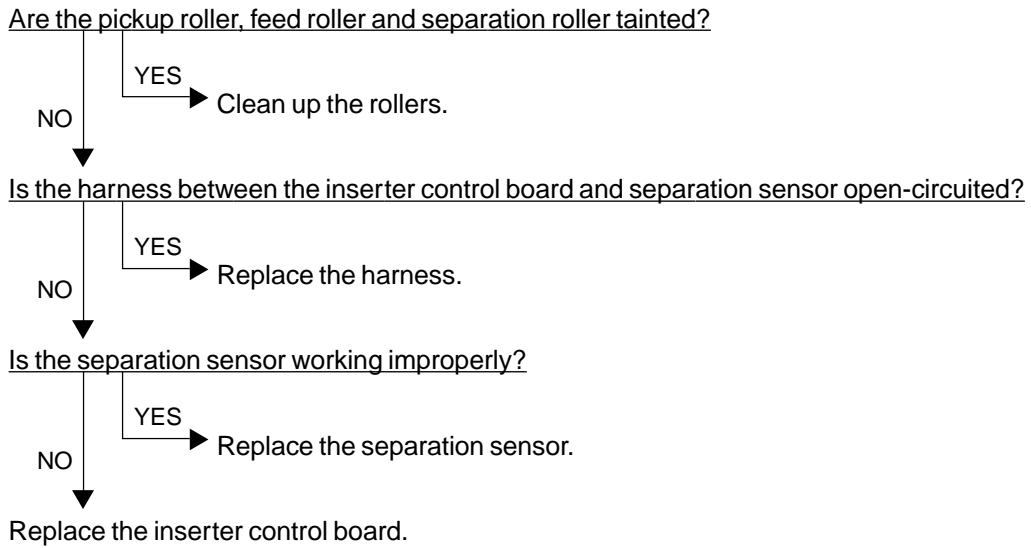 Are the pickup roller, feed roller and separation roller tainted?
YES
Clean up the rollers.
NO
Is the harness between the inserter control board and separation sensor open-circuited?
YES
Replace the harness.
NO
Is the separation sensor working improperly?
YES
Replace the separation sensor.
NO
Replace the inserter control board.